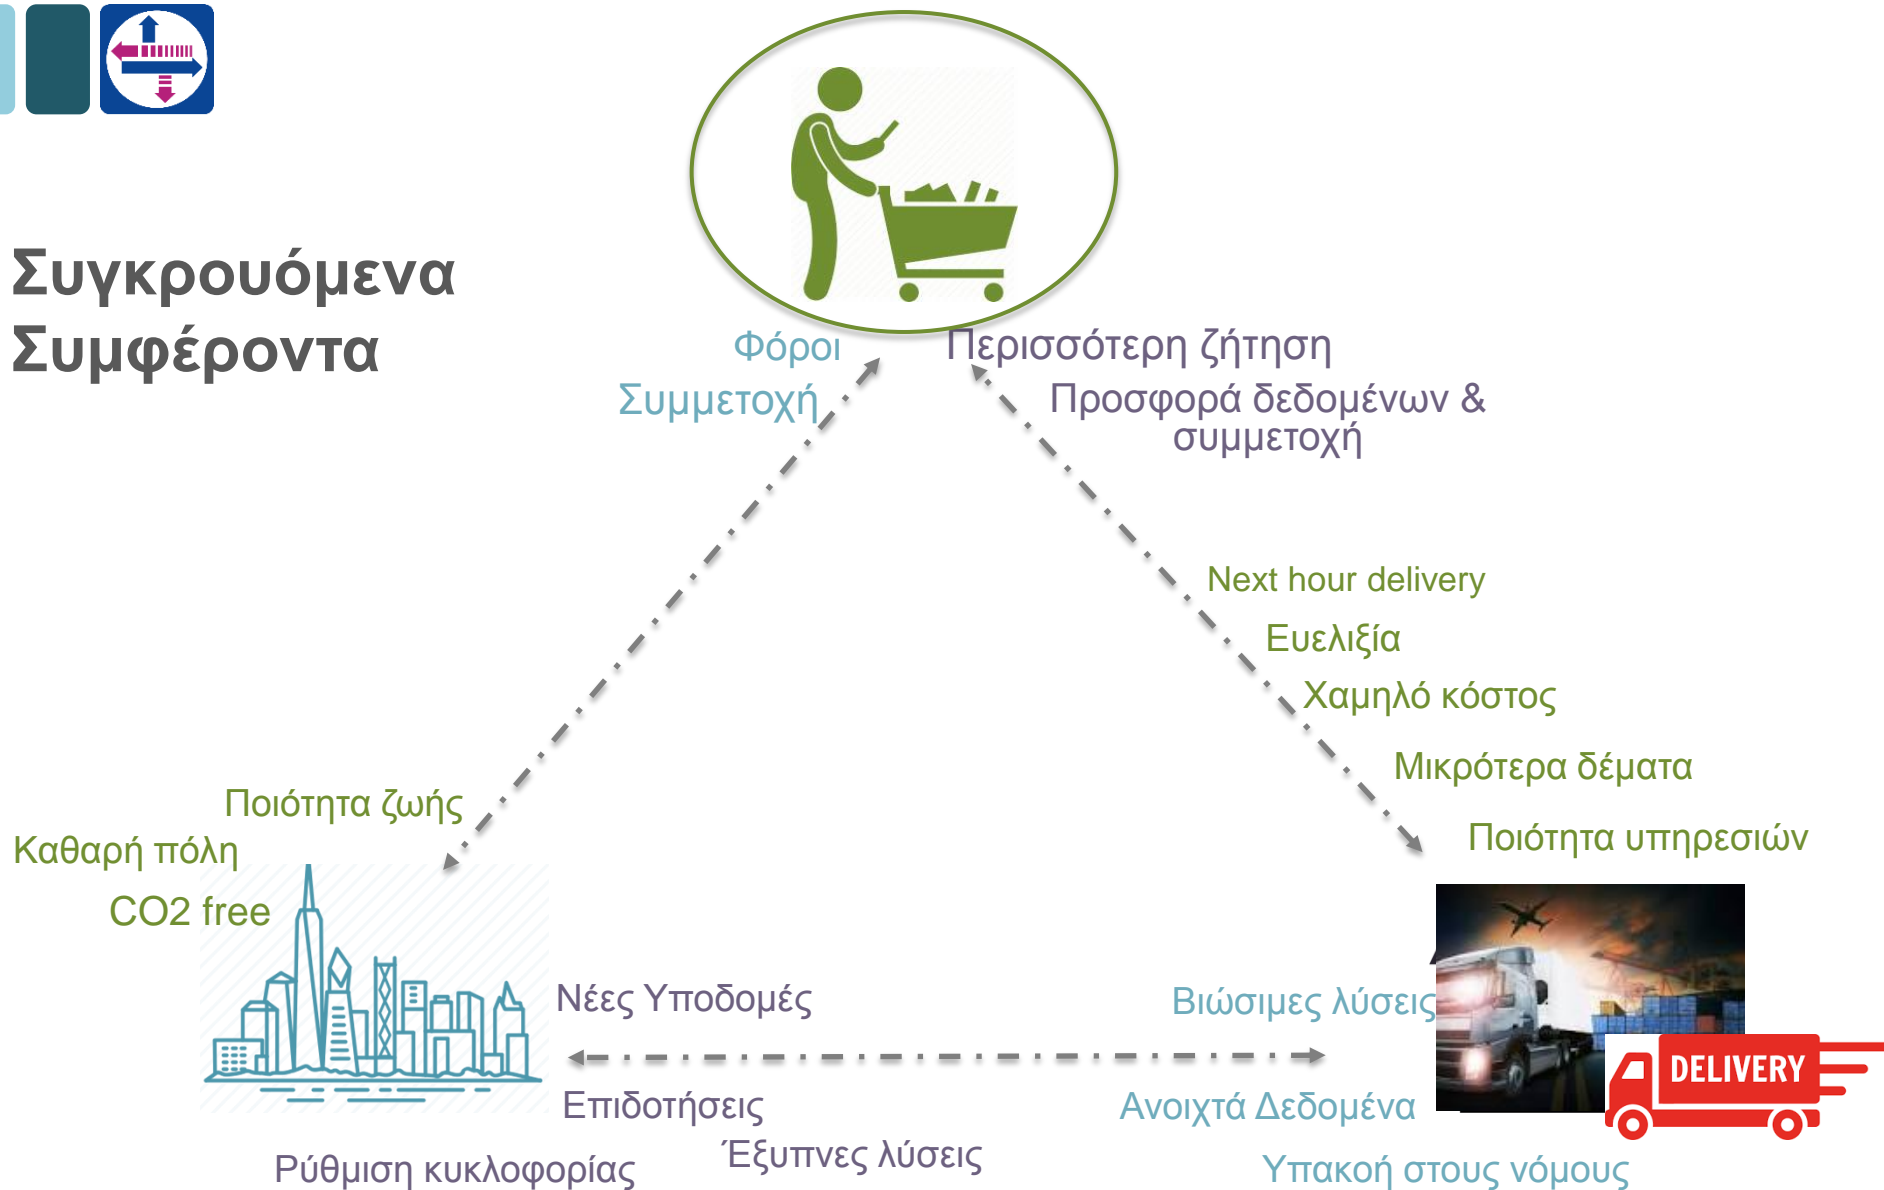 Συγκρουόμενα
Συμφέροντα
Φόροι
Συμμετοχή
Περισσότερη ζήτηση
Προσφορά δεδομένων &
συμμετοχή
Next hour delivery
Ευελιξία
Χαμηλό κόστος
Μικρότερα δέματα
Ποιότητα υπηρεσιών
Ποιότητα ζωής
Καθαρή πόλη
CO2 free
Νέες Υποδομές
Επιδοτήσεις
Έξυπνες λύσεις
Ρύθμιση κυκλοφορίας
Βιώσιμες λύσεις
Ανοιχτά Δεδομένα
Υπακοή στους νόμους
DELIVERY